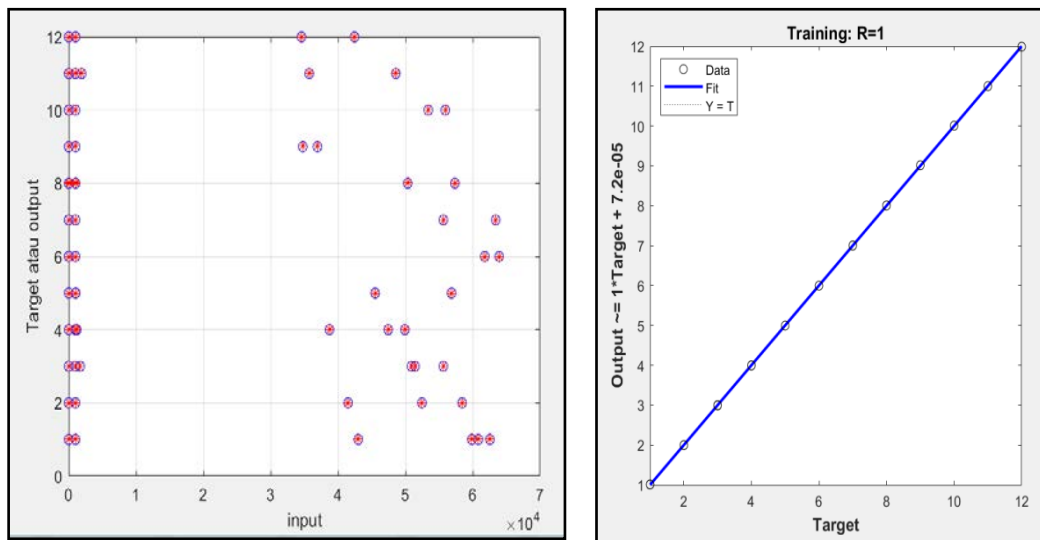 12
10
8
6
4
2
0
Target atau output
0 1 2 3 4 5 6 7
×10^4
input
Training: R=1
Data
Fit
Y = T
12
11
10
9
8
7
6
5
4
3
2
1
Output ~= 1*Target + 7.2e-05
2 4 6 8 10 12
Target